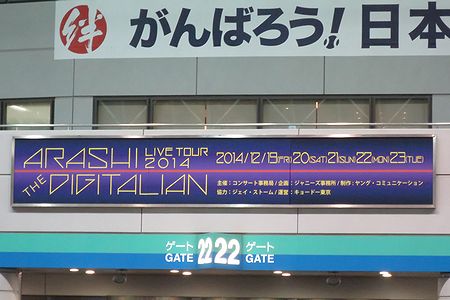 絆 がんばろう!日本
ARASHI LIVE TOUR 2014
THE DIGITALIAN
2014/12/19(FRI)20(SAT)21(SUN)22(MON)23(TUE)
主催：コンサート事務局/企画：ジャニーズ事務所/制作：ヤング・コミュニケーション
協力：ジェイ・ストーム/運営：キョードー東京
ゲート 22 22 ゲート
GATE GATE